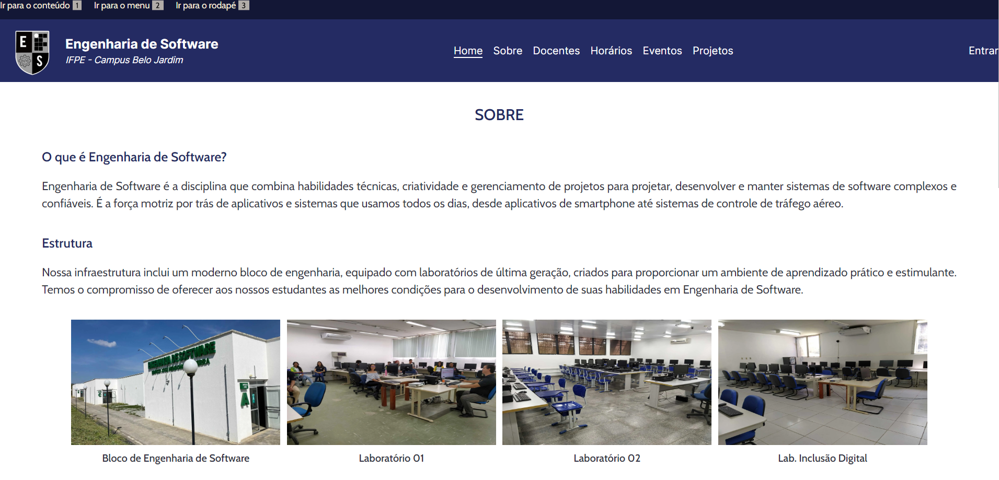 Ir para o conteúdo 1 Ir para o menu 2 Ir para o rodapé 3
E
S
Engenharia de Software
IFPE - Campus Belo Jardim
Home Sobre Docentes Horários Eventos Projetos Entrar
SOBRE
O que é Engenharia de Software?
Engenharia de Software é a disciplina que combina habilidades técnicas, criatividade e gerenciamento de projetos para projetar, desenvolver e manter sistemas de software complexos e
confiáveis. É a força motriz por trás de aplicativos e sistemas que usamos todos os dias, desde aplicativos de smartphone até sistemas de controle de tráfego aéreo.
Estrutura
Nossa infraestrutura inclui um moderno bloco de engenharia, equipado com laboratórios de última geração, criados para proporcionar um ambiente de aprendizado prático e estimulante.
Temos o compromisso de oferecer aos nossos estudantes as melhores condições para o desenvolvimento de suas habilidades em Engenharia de Software.
ENGENHARIA DE SOFTWARE
A
Bloco de Engenharia de Software
Laboratório 01
Laboratório 02
Lab. Inclusão Digital